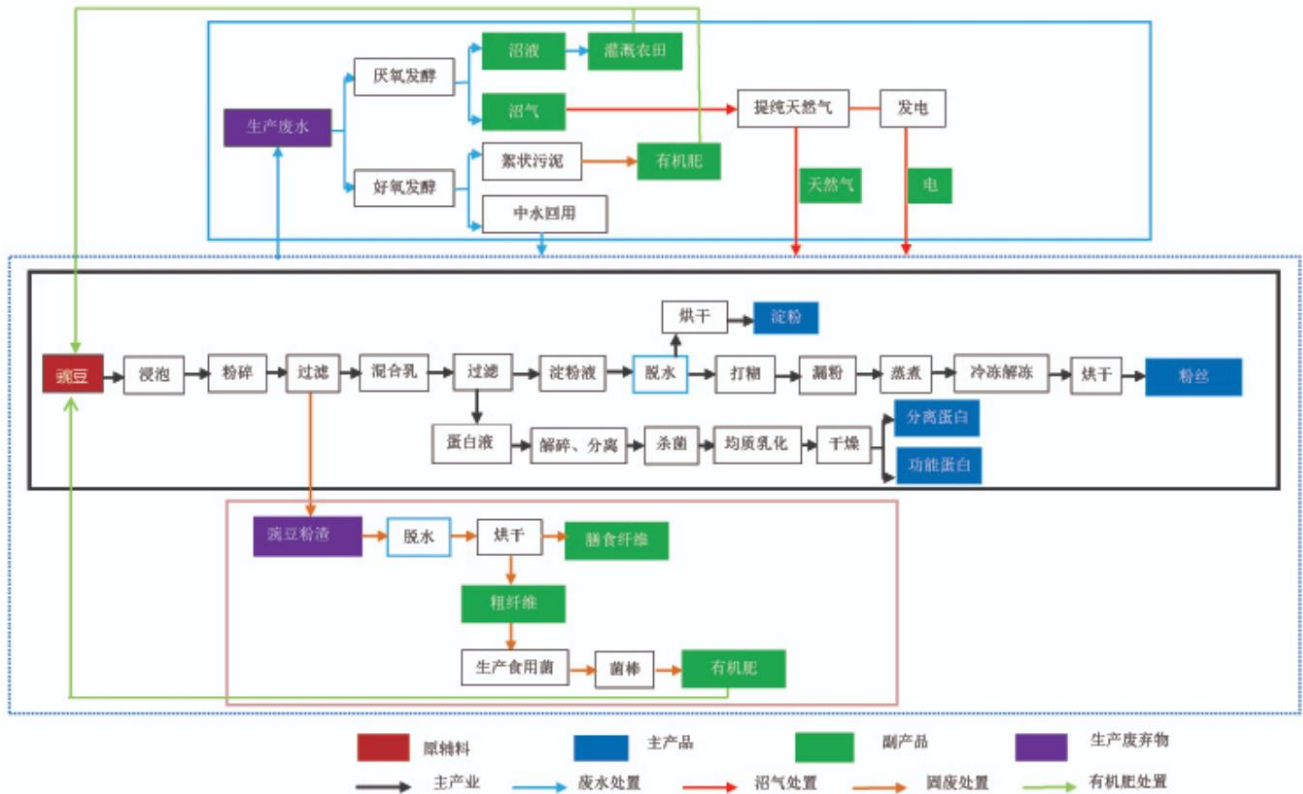 沼液
灌溉农田
厌氧发酵
沼气
提纯天然气
发电
生产废水
絮状污泥
有机肥
好氧发酵
天然气
电
中水回用
烘干
淀粉
豌豆
浸泡
粉碎
过滤
混合乳
过滤
淀粉液
脱水
打糊
漏粉
蒸煮
冷冻解冻
烘干
粉丝
蛋白液
解碎、分离
杀菌
均质乳化
干燥
分离蛋白
功能蛋白
豌豆粉渣
脱水
烘干
膳食纤维
粗纤维
生产食用菌
菌棒
有机肥
原辅料
主产品
副产品
生产废弃物
主产业
废水处置
沼气处置
固废处置
有机肥处置